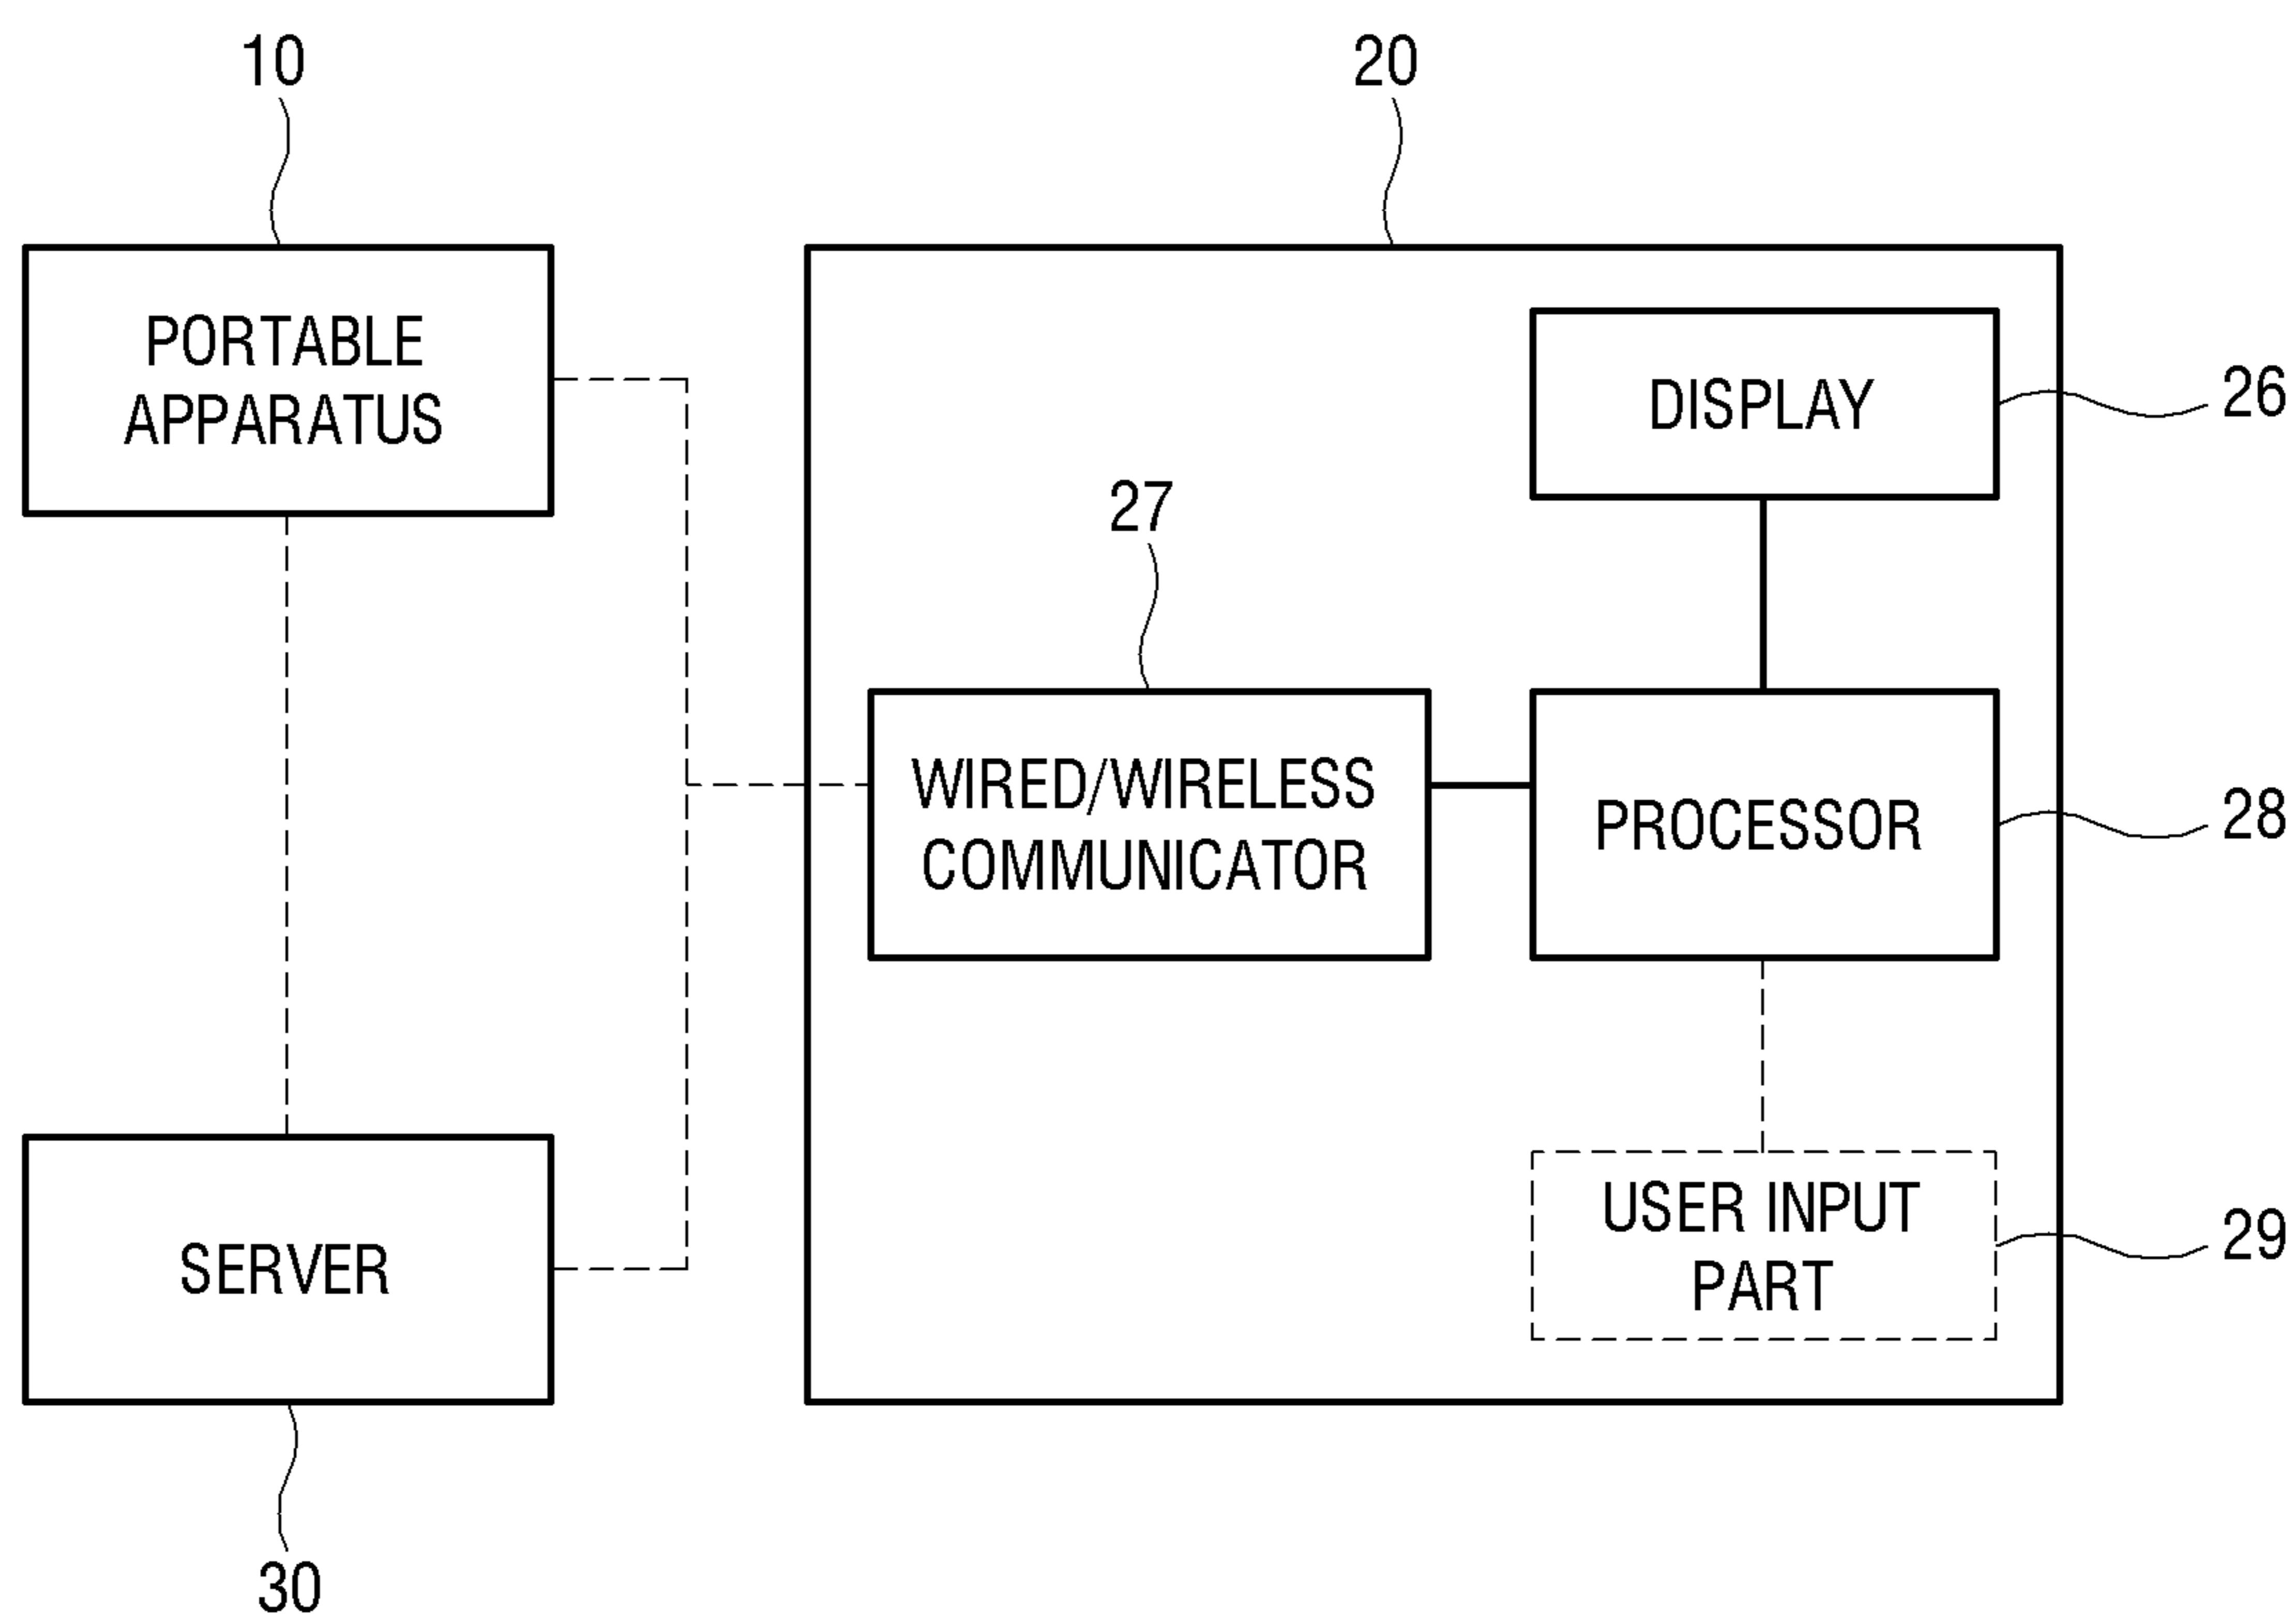 10
20
PORTABLE
APPARATUS
DISPLAY
26
27
WIRED/WIRELESS
COMMUNICATOR
PROCESSOR
28
SERVER
USER INPUT
PART
29
30